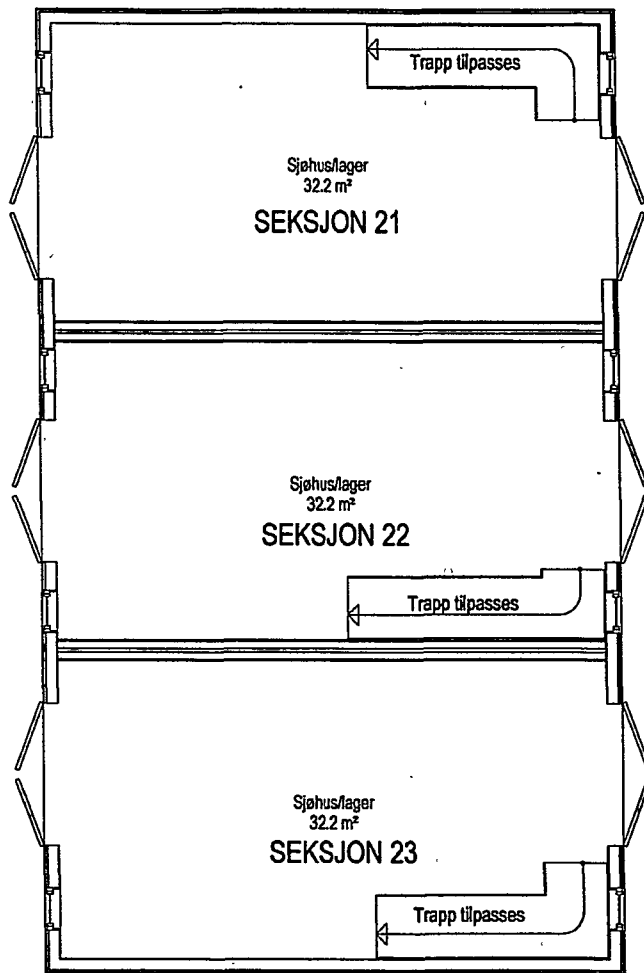 Trapp tilpasses
Sjøhus/lager
32.2 m²
SEKSJON 21
Sjøhus/lager
32.2 m²
SEKSJON 22
Trapp tilpasses
Sjøhus/lager
32.2 m²
SEKSJON 23
Trapp tilpasses